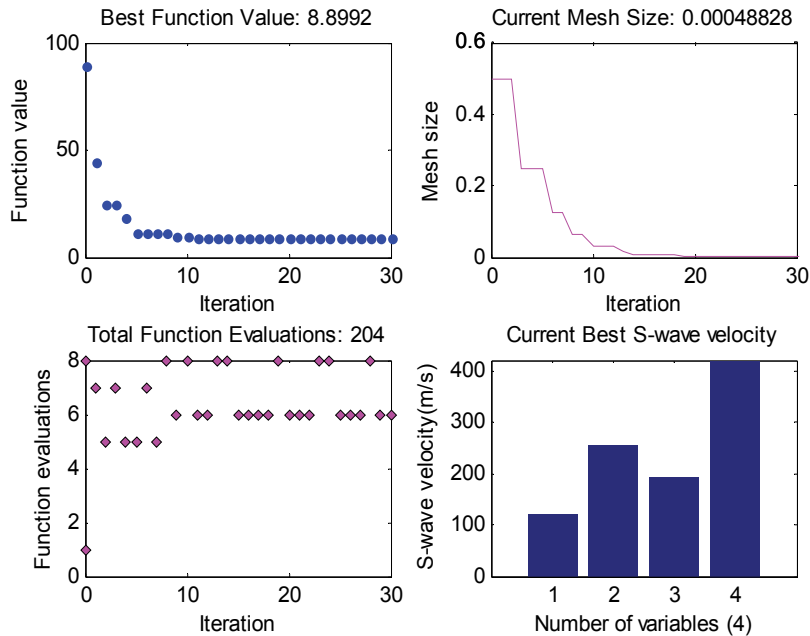 Best Function Value: 8.8992
100
50
0
Function value
0
10
20
30
Iteration
Current Mesh Size: 0.00048828
0.6
0.4
0.2
0
Mesh size
0
10
20
30
Iteration
Total Function Evaluations: 204
8
6
4
2
0
Function evaluations
0
10
20
30
Iteration
Current Best S-wave velocity
400
300
200
100
0
S-wave velocity(m/s)
1
2
3
4
Number of variables (4)